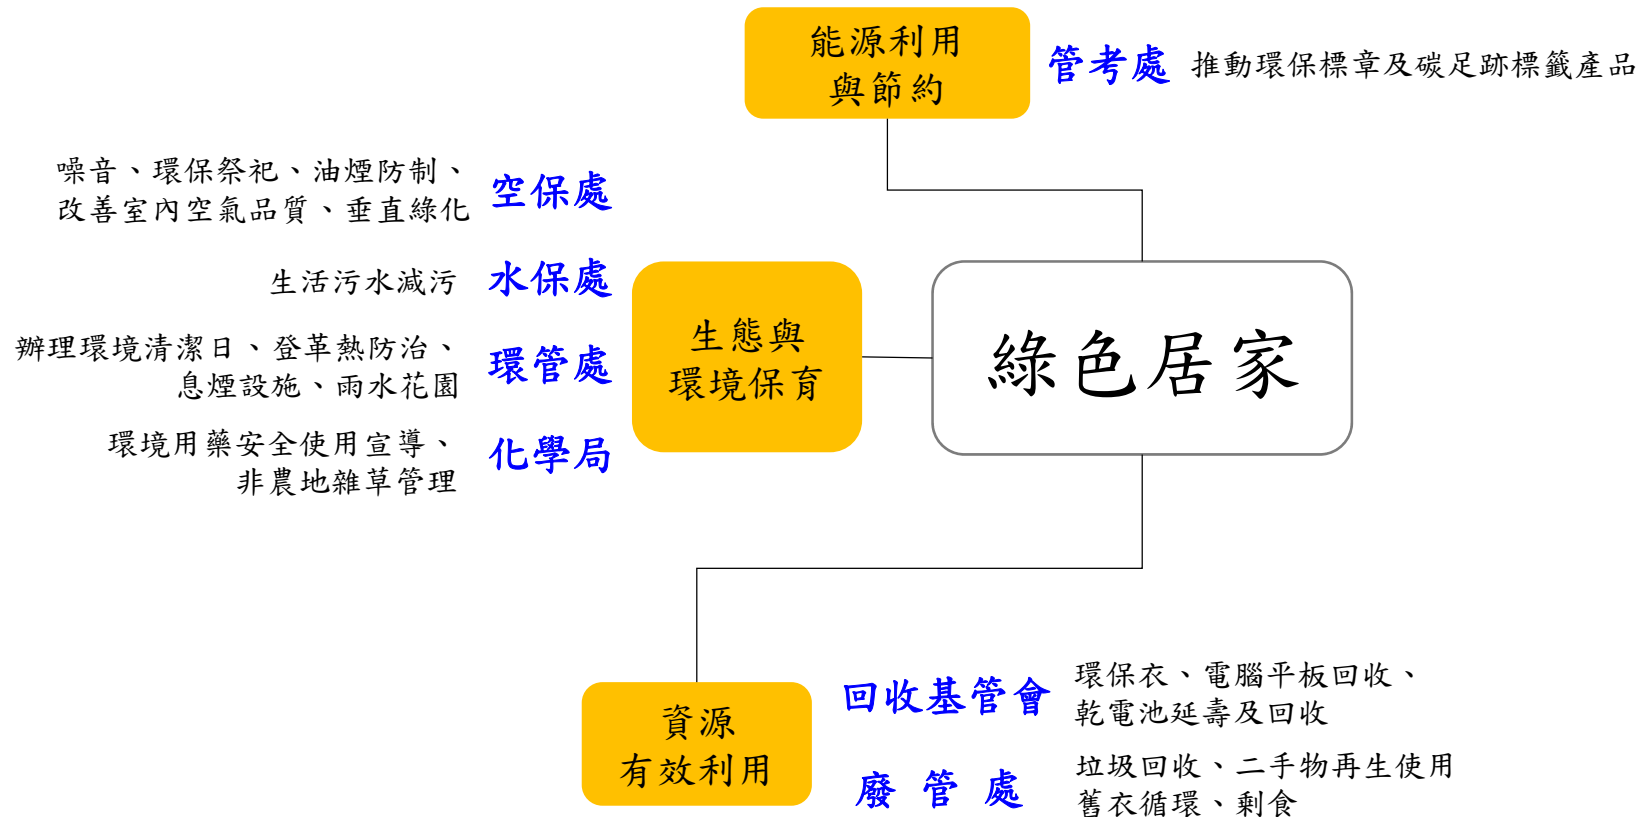 能源利用
與節約
管考處
推動環保標章及碳足跡標籤產品
噪音、環保祭祀、油煙防制、
改善室內空氣品質、垂直綠化
空保處
生活污水減污
水保處
辦理環境清潔日、登革熱防治、
息煙設施、雨水花園
環管處
環境用藥安全使用宣導、
非農地雜草管理
化學局
生態與
環境保育
綠色居家
資源
有效利用
回收基管會
環保衣、電腦平板回收、
乾電池延壽及回收
廢管處
垃圾回收、二手物再生使用
舊衣循環、剩食